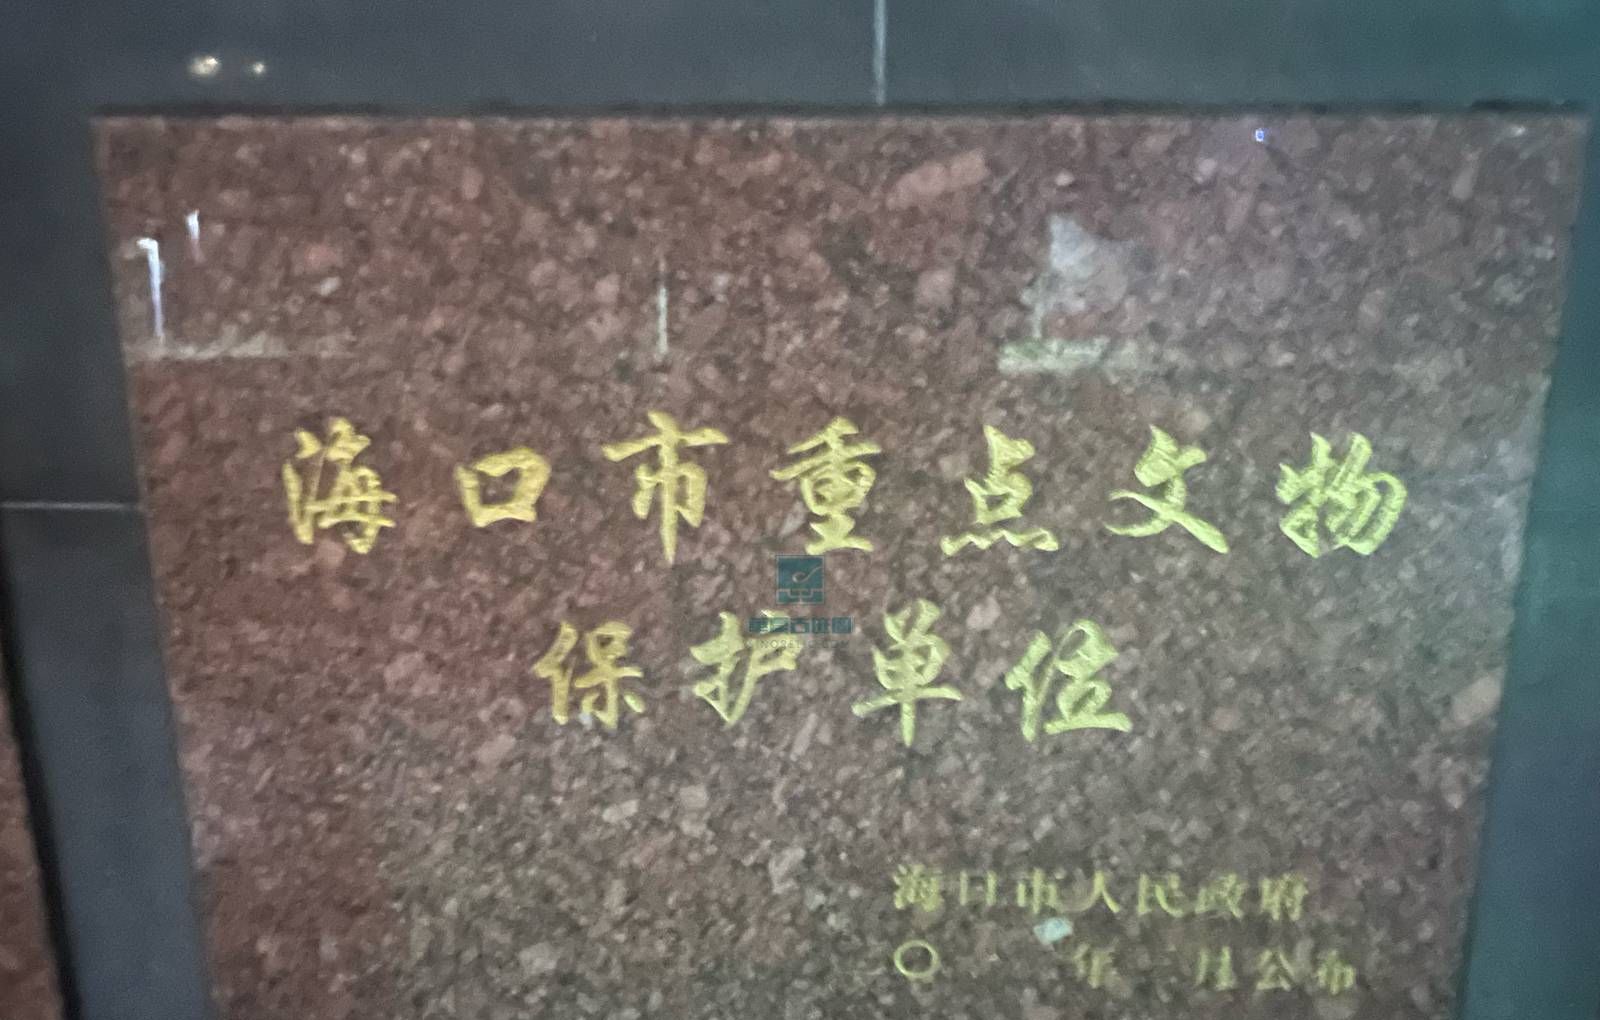 海口市重点文物
保护单位
海口市人民政府
○ 年二月公布